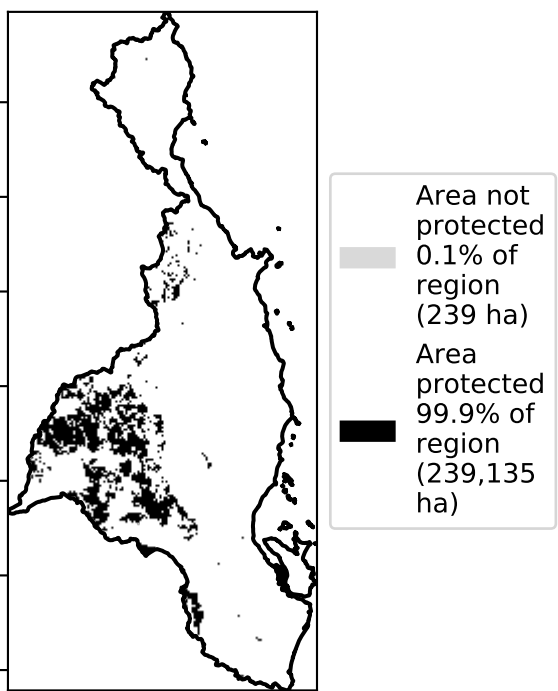 Area not
protected
0.1% of
region
(239 ha)
Area
protected
99.9% of
region
(239,135
ha)